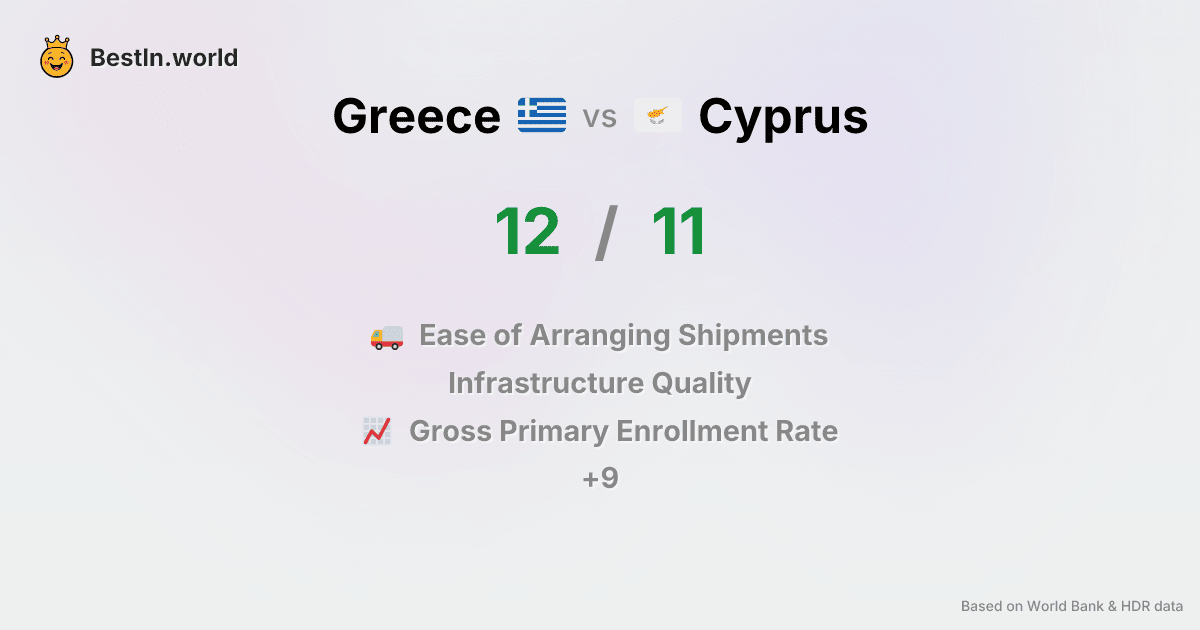 BestIn.world
Greece vs Cyprus
12 / 11
Ease of Arranging Shipments
Infrastructure Quality
Gross Primary Enrollment Rate
+9
Based on World Bank & HDR data